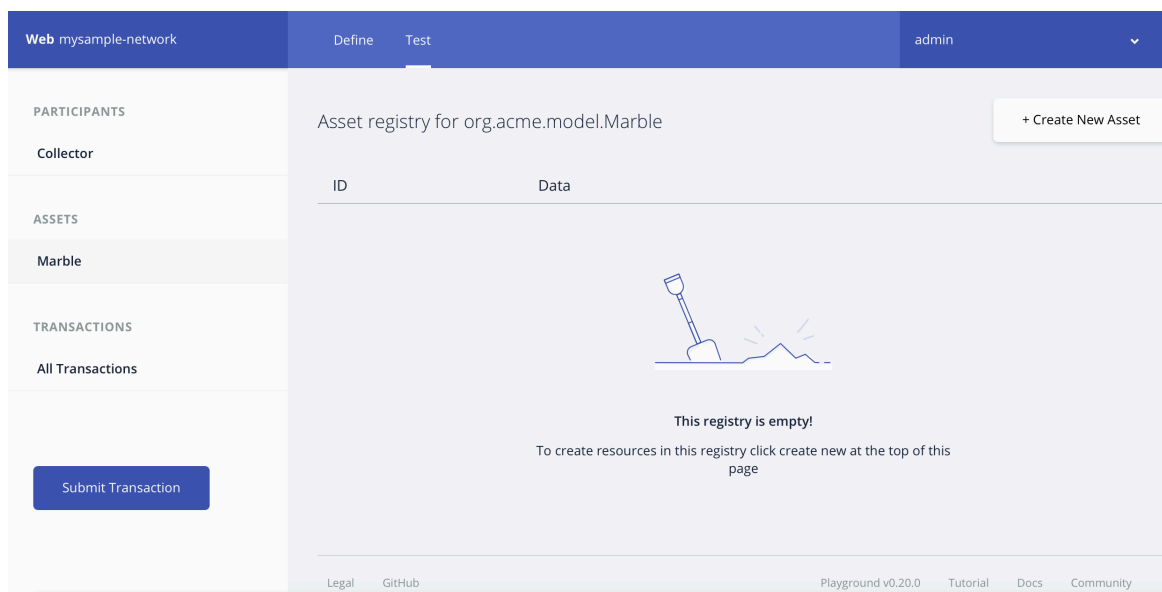 Web mysample-network
Define
Test
admin
PARTICIPANTS
Collector
ASSETS
Marble
TRANSACTIONS
All Transactions
Submit Transaction
Asset registry for org.acme.model.Marble
+ Create New Asset
ID
Data
This registry is empty!
To create resources in this registry click create new at the top of this
page
Legal
GitHub
Playground v0.20.0
Tutorial
Docs
Community